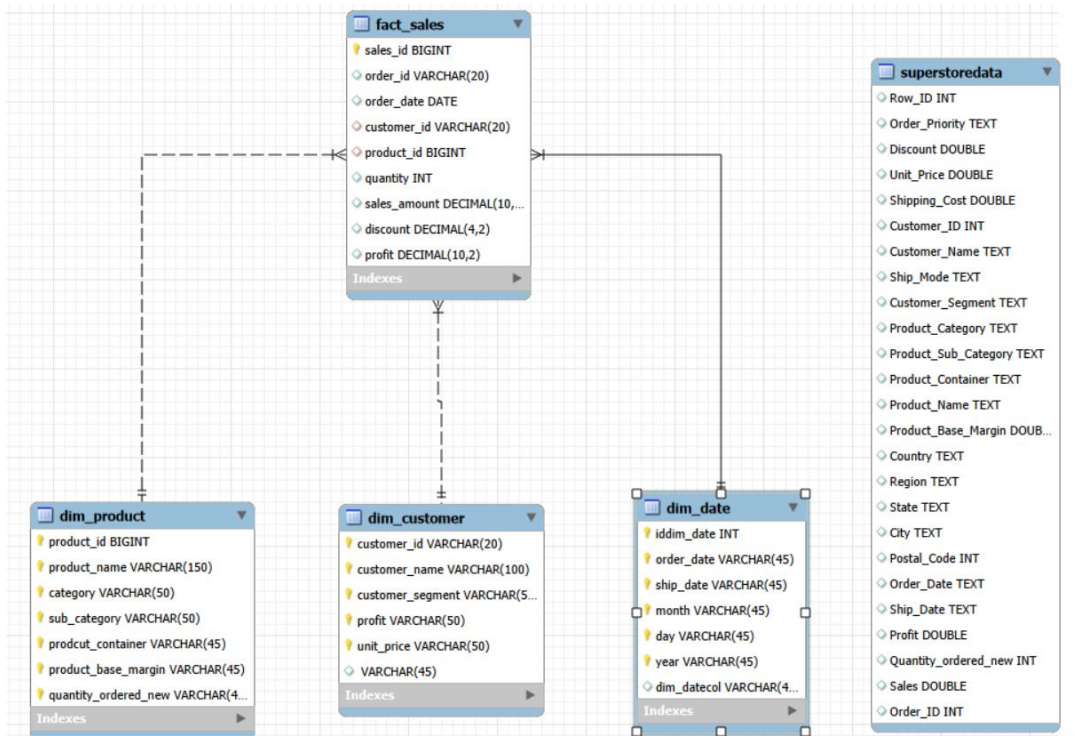 fact_sales
sales_id BIGINT
order_id VARCHAR(20)
order_date DATE
customer_id VARCHAR(20)
product_id BIGINT
quantity INT
sales_amount DECIMAL(10,...
discount DECIMAL(4,2)
profit DECIMAL(10,2)
Indexes
superstoredata
Row_ID INT
Order_Priority TEXT
Discount DOUBLE
Unit_Price DOUBLE
Shipping_Cost DOUBLE
Customer_ID INT
Customer_Name TEXT
Ship_Mode TEXT
Customer_Segment TEXT
Product_Category TEXT
Product_Sub_Category TEXT
Product_Container TEXT
Product_Name TEXT
Product_Base_Margin DOUB...
Country TEXT
Region TEXT
State TEXT
City TEXT
Postal_Code INT
Order_Date TEXT
Ship_Date TEXT
Profit DOUBLE
Quantity_ordered_new INT
Sales DOUBLE
Order_ID INT
dim_product
product_id BIGINT
product_name VARCHAR(150)
category VARCHAR(50)
sub_category VARCHAR(50)
prodcut_container VARCHAR(45)
product_base_margin VARCHAR(45)
quantity_ordered_new VARCHAR(4...
Indexes
dim_customer
customer_id VARCHAR(20)
customer_name VARCHAR(100)
customer_segment VARCHAR(5...
profit VARCHAR(50)
unit_price VARCHAR(50)
VARCHAR(45)
Indexes
dim_date
iddim_date INT
order_date VARCHAR(45)
ship_date VARCHAR(45)
month VARCHAR(45)
day VARCHAR(45)
year VARCHAR(45)
dim_datecol VARCHAR(4...
Indexes